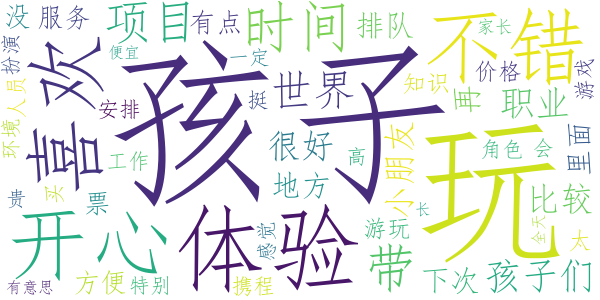 没 服务 项目 有点 时间 排队 不错 家长
扮演 欢 便宜 一定 知识 价格 游戏
环境 人员 安排 孩子 挺 世界 再 职业
喜 工作 很好 高 小朋友 角色 会 里面
贵 买 票 地方 玩 比较
开心 体验 感觉 游玩 长 全天 太
有意思 方便 特别 携程 带 下次 孩子们